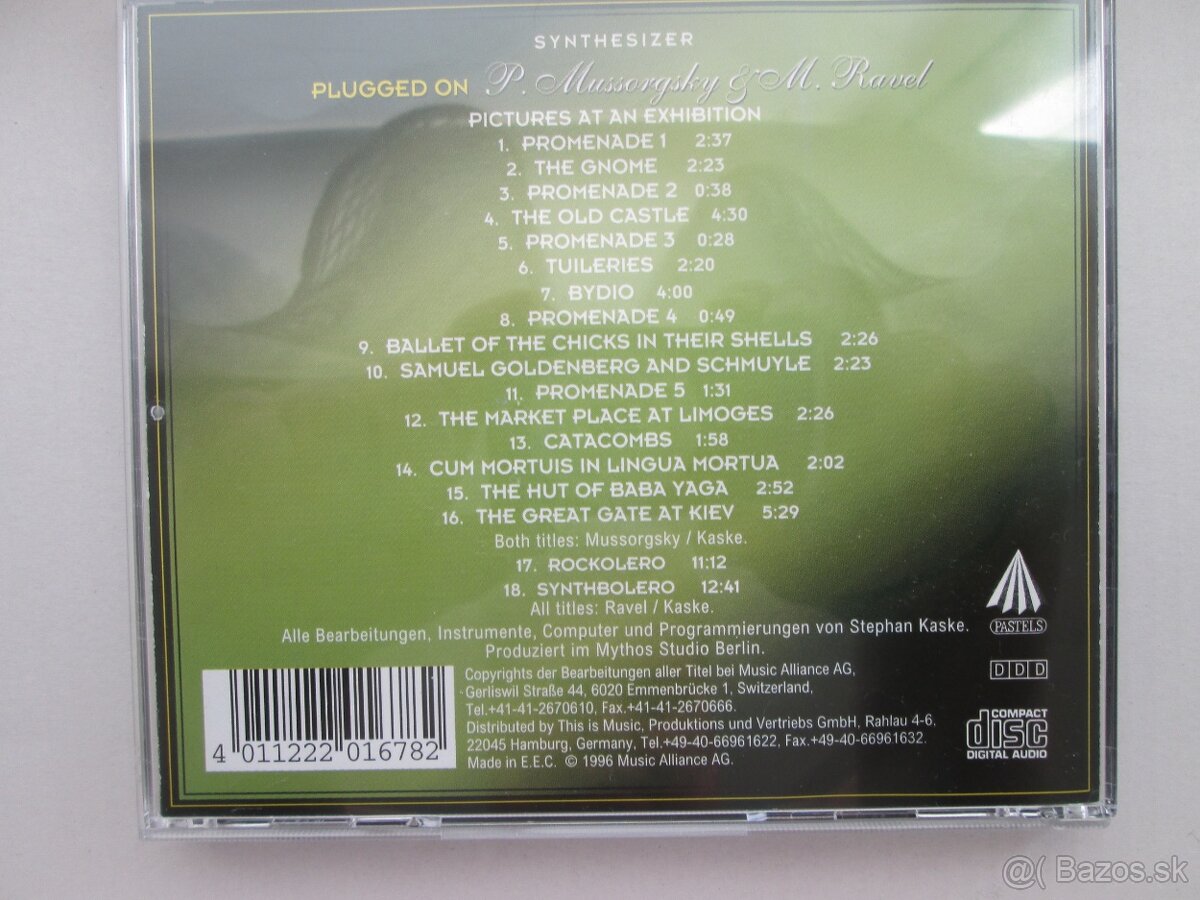 SYNTHESIZER
PLUGGED ON P. Mussorgsky & M. Ravel
PICTURES AT AN EXHIBITION
1. PROMENADE 1 2:37
2. THE GNOME 2:23
3. PROMENADE 2 0:38
4. THE OLD CASTLE 4:30
5. PROMENADE 3 0:28
6. TUILERIES 2:20
7. BYDIO 4:00
8. PROMENADE 4 0:49
9. BALLET OF THE CHICKS IN THEIR SHELLS 2:26
10. SAMUEL GOLDENBERG AND SCHMUYLE 2:23
11. PROMENADE 5 1:31
12. THE MARKET PLACE AT LIMOGES 2:26
13. CATACOMBS 1:58
14. CUM MORTUIS IN LINGUA MORTUA 2:02
15. THE HUT OF BABA YAGA 2:52
16. THE GREAT GATE AT KIEV 5:29
Both titles: Mussorgsky / Kaske.
17. ROCKOLERO 11:12
18. SYNTHBOLERO 12:41
All titles: Ravel / Kaske.
Alle Bearbeitungen, Instrumente, Computer und Programmierungen von Stephan Kaske.
Produziert im Mythos Studio Berlin.
Copyrights der Bearbeitungen aller Titel bei Music Alliance AG,
Gerliswil Straße 44, 6020 Emmenbrücke 1, Switzerland,
Tel.+41-41-2670610, Fax.+41-41-2670666.
Distributed by This is Music, Produktions und Vertriebs GmbH. Rahlau 4-6.
22045 Hamburg, Germany, Tel.+49-40-66961622, Fax.+49-40-66961632.
Made in E.E.C. © 1996 Music Alliance AG.
4 011222 016782
PASTELS
DDD
COMPACT
disc
DIGITAL AUDIO
@( Bazos.sk